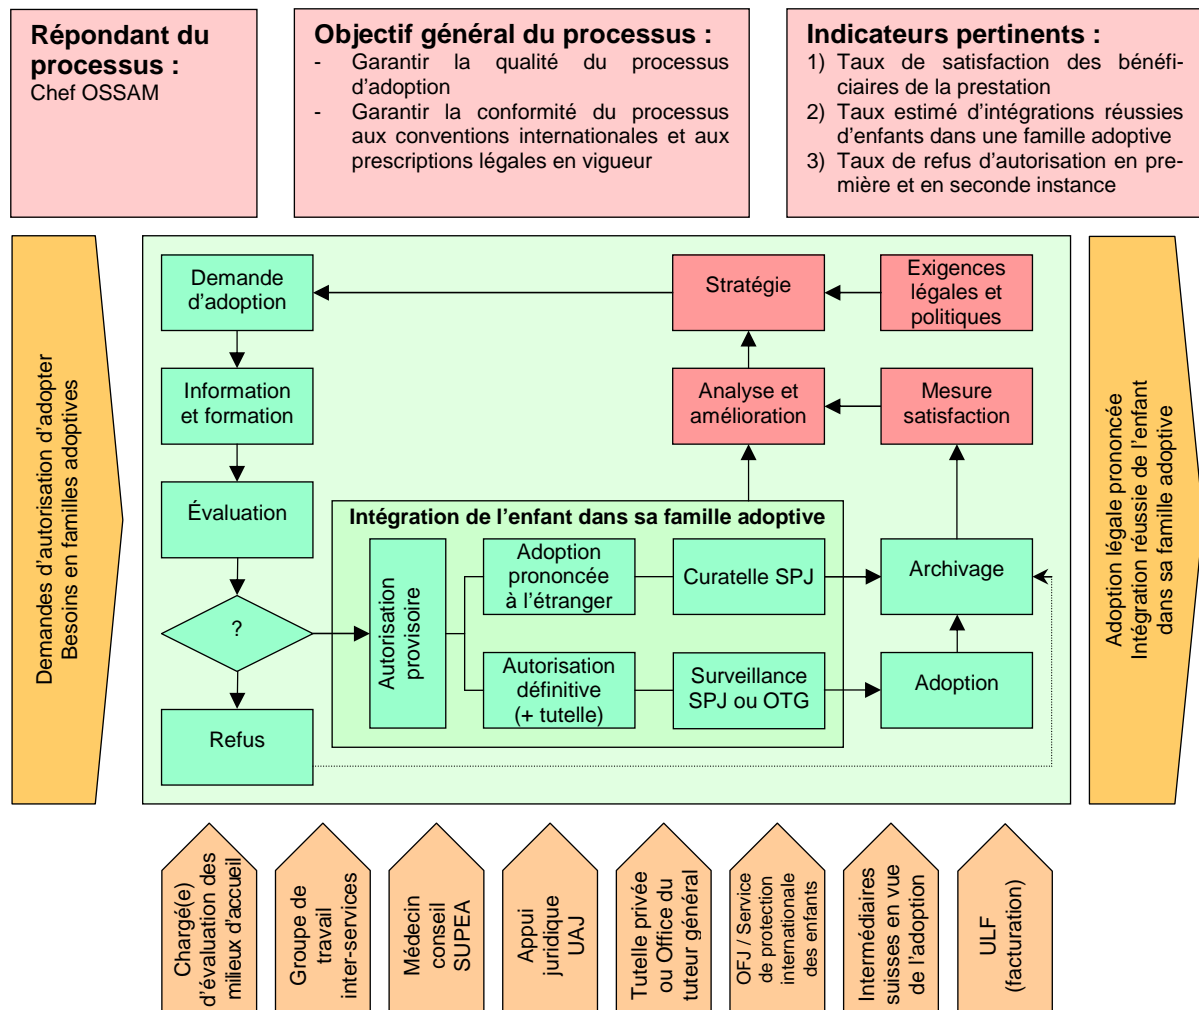 Répondant du
processus :
Chef OSSAM
Objectif général du processus :
- Garantir la qualité du processus
d'adoption
- Garantir la conformité du processus
aux conventions internationales et aux
prescriptions légales en vigueur
Indicateurs pertinents :
1) Taux de satisfaction des bénéfi-
ciaires de la prestation
2) Taux estimé d'intégrations réussies
d'enfants dans une famille adoptive
3) Taux de refus d'autorisation en pre-
mière et en seconde instance
Demandes d'autorisation d'adopter
Besoins en familles adoptives
Demande
d'adoption
Stratégie
Exigences
légales et
politiques
Information
et formation
Analyse et
amélioration
Mesure
satisfaction
Évaluation
Intégration de l'enfant dans sa famille adoptive
Autorisation
provisoire
Adoption
prononcée
à l'étranger
Curatelle SPJ
Archivage
?
Autorisation
définitive
(+ tutelle)
Surveillance
SPJ ou OTG
Adoption
Refus
Adoption légale prononcée
Intégration réussie de l'enfant
dans sa famille adoptive
Chargé(e)
d'évaluation des
milieux d'accueil
Groupe de
travail
inter-services
Médecin
conseil
SUPEA
Appui
juridique
UAJ
Tutelle privée
ou Office du
tuteur général
OFJ / Service
de protection
internationale
des enfants
Intermédiaires
suisses en vue
de l'adoption
ULF
(facturation)